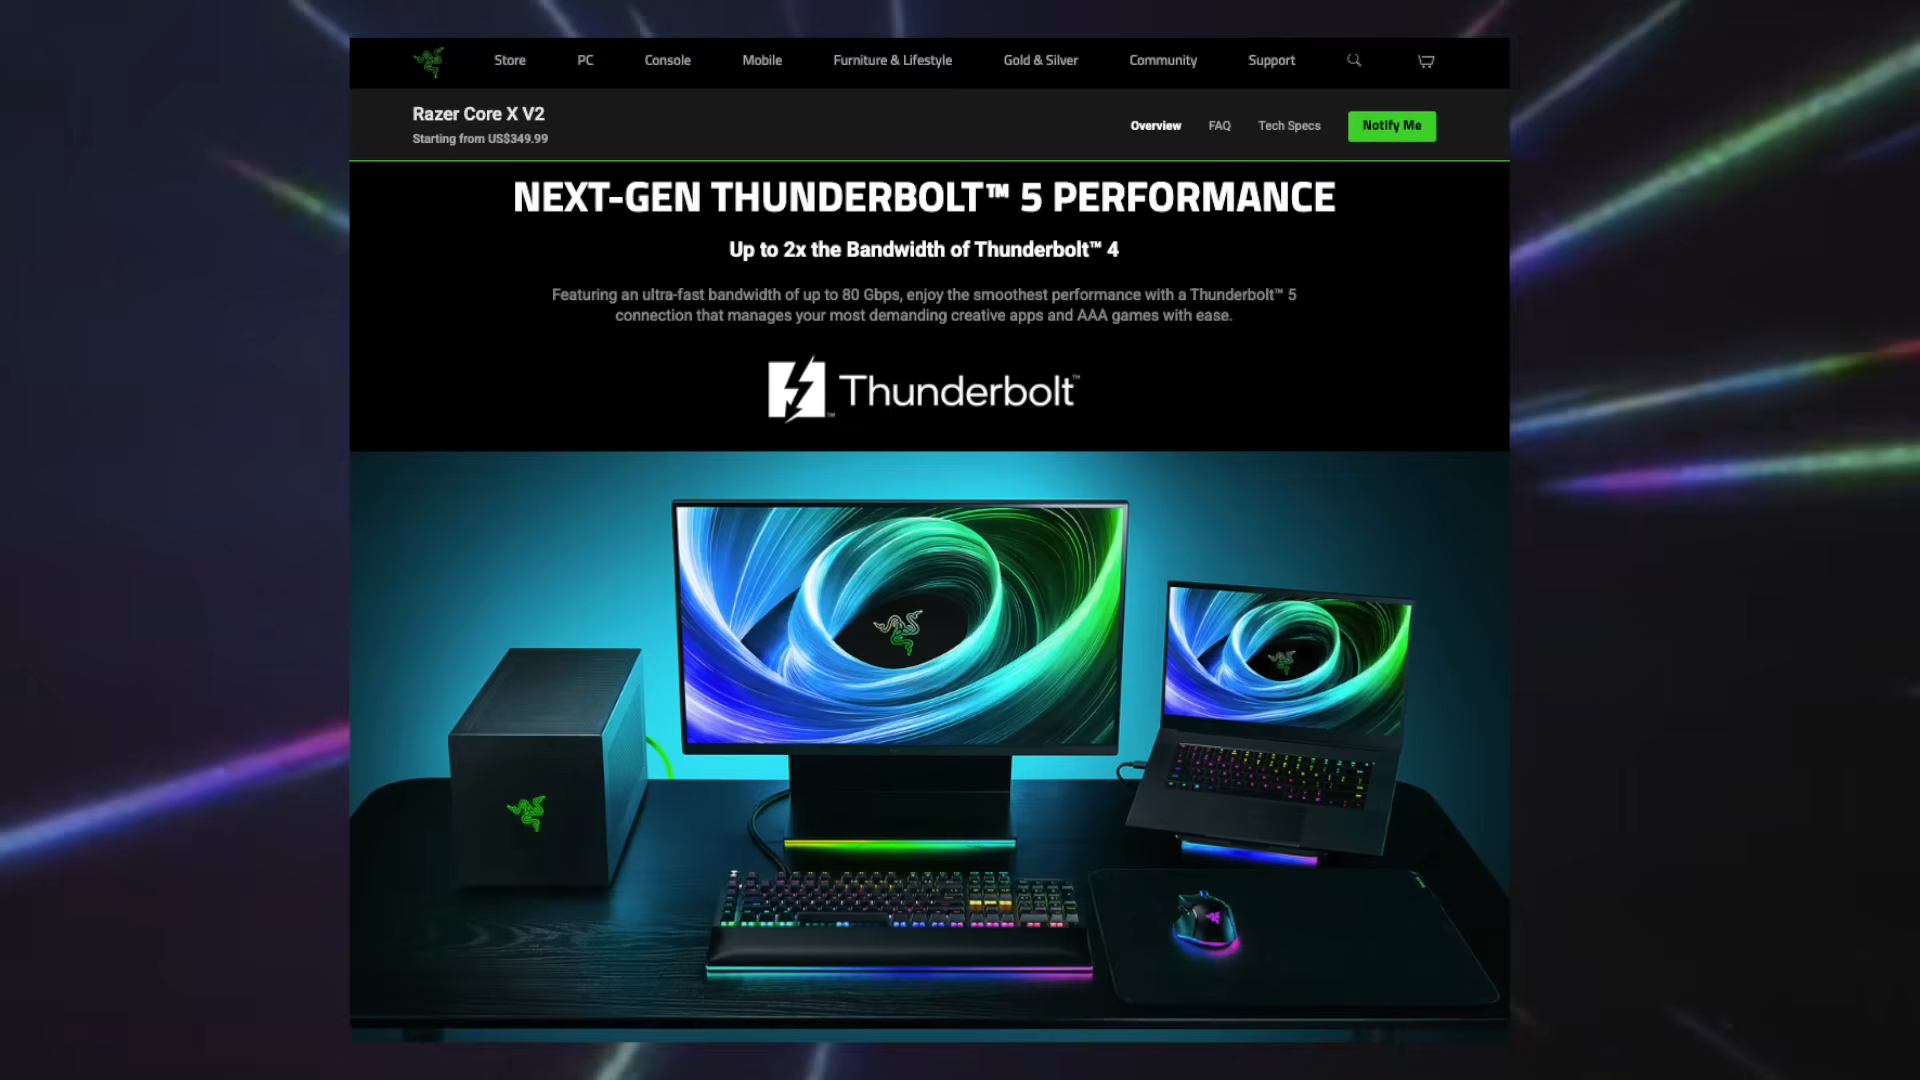 Store PC Console Mobile Furniture & Lifestyle Gold & Silver Community Support
Razer Core X V2
Starting from US$349.99
Overview FAQ Tech Specs Notify Me
NEXT-GEN THUNDERBOLT™ 5 PERFORMANCE
Up to 2x the Bandwidth of Thunderbolt™ 4
Featuring an ultra-fast bandwidth of up to 80 Gbps, enjoy the smoothest performance with a Thunderbolt™ 5
connection that manages your most demanding creative apps and AAA games with ease.
Thunderbolt™